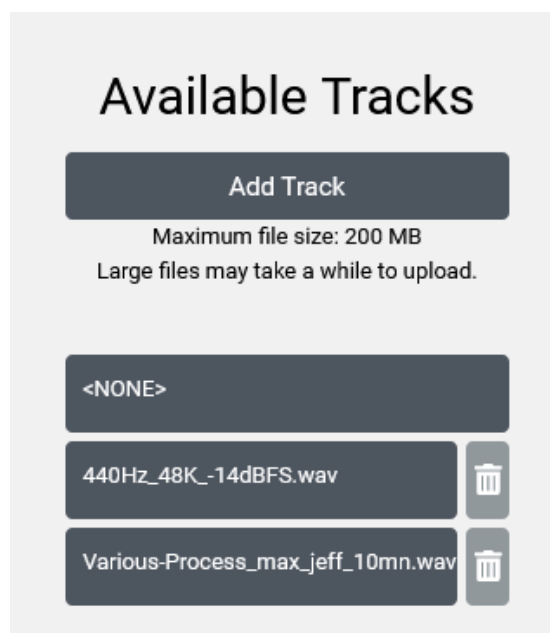 Available Tracks
Add Track
Maximum file size: 200 MB
Large files may take a while to upload.
<NONE>
440Hz_48K_-14dBFS.wav
Various-Process_max_jeff_10mn.wav